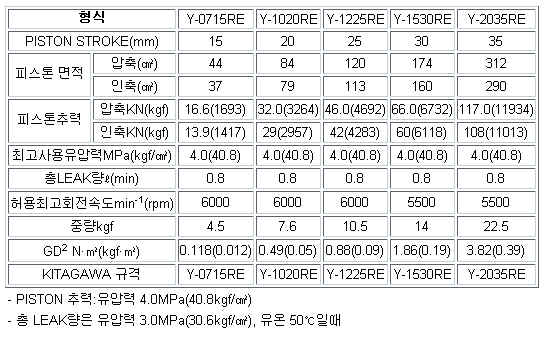 형식 Y-0715RE Y-1020RE Y-1225RE Y-1530RE Y-2035RE
PISTON STROKE(mm) 15 20 25 30 35
피스톤 면적 압축(㎠) 44 84 120 174 312
인축(㎠) 37 79 113 160 290
피스톤추력 압축KN(kgf) 16.6(1693) 32.0(3264) 46.0(4692) 66.0(6732) 117.0(11934)
인축KN(kgf) 13.9(1417) 29(2957) 42(4283) 60(6118) 108(11013)
최고사용유압력MPa(kgf/㎠) 4.0(40.8) 4.0(40.8) 4.0(40.8) 4.0(40.8) 4.0(40.8)
총LEAK량ℓ(min) 0.8 0.8 0.8 0.8 0.8
허용최고회전속도min⁻¹(rpm) 6000 6000 6000 5500 5500
중량kgf 4.5 7.6 10.5 14 22.5
GD² N·㎡(kgf·㎡) 0.118(0.012) 0.49(0.05) 0.88(0.09) 1.86(0.19) 3.82(0.39)
KITAGAWA 규격 Y-0715RE Y-1020RE Y-1225RE Y-1530RE Y-2035RE
- PISTON 추력:유압력 4.0MPa(40.8kgf/㎠)
- 총 LEAK량은 유압력 3.0MPa(30.6kgf/㎠), 유온 50℃일때